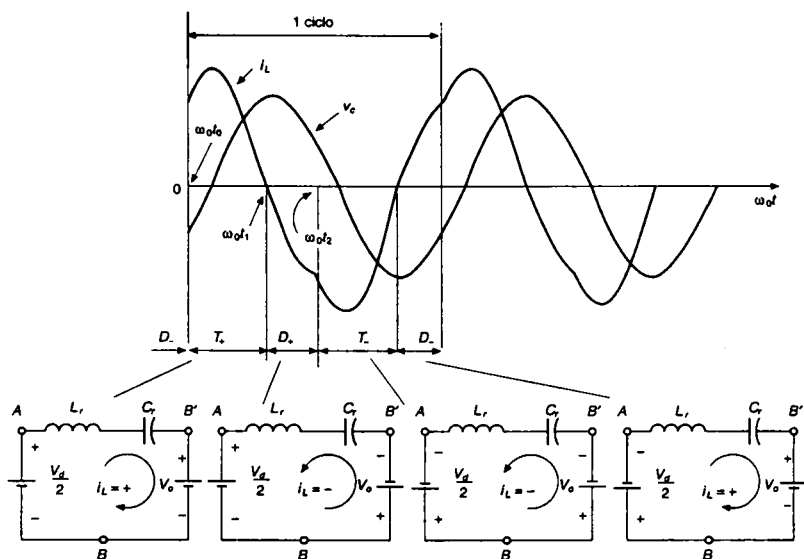 1 ciclo
i_L
v_c
ω₀t₀
0
ω₀t₁
ω₀t₂
ω₀t
D₋ T₊ D₊ T₋ D₋
A L_r C_r B'
+ V_d/2 − i_L = + + V_o −
B
A L_r C_r B'
+ V_d/2 − i_L = − − V_o +
B
A L_r C_r B'
− V_d/2 + i_L = − − V_o +
B
A L_r C_r B'
− V_d/2 + i_L = + + V_o −
B